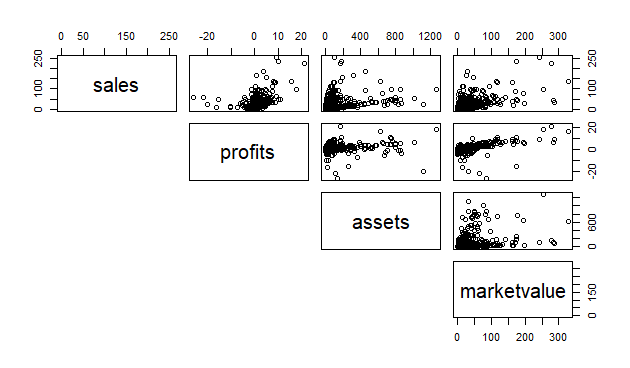 0 50 150 250 -20 0 10 0 400 800 1200 0 100 200 300
sales
0 100 250
profits
-20 0 20
assets
0 600
marketvalue
0 150
0 100 200 300